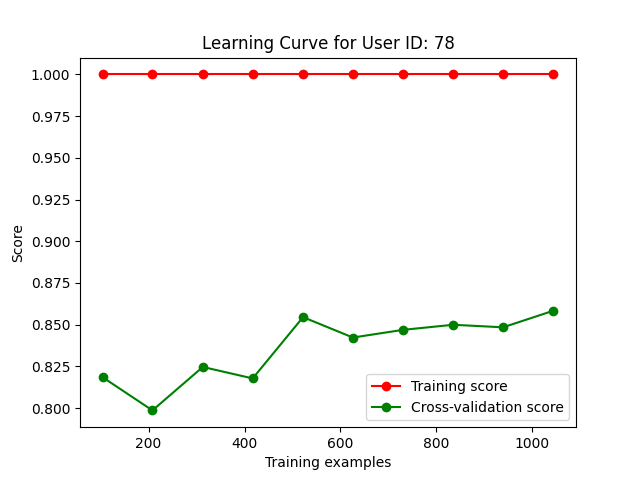 Learning Curve for User ID: 78
Score
1.000
0.975
0.950
0.925
0.900
0.875
0.850
0.825
0.800
Training score
Cross-validation score
200
400
600
800
1000
Training examples